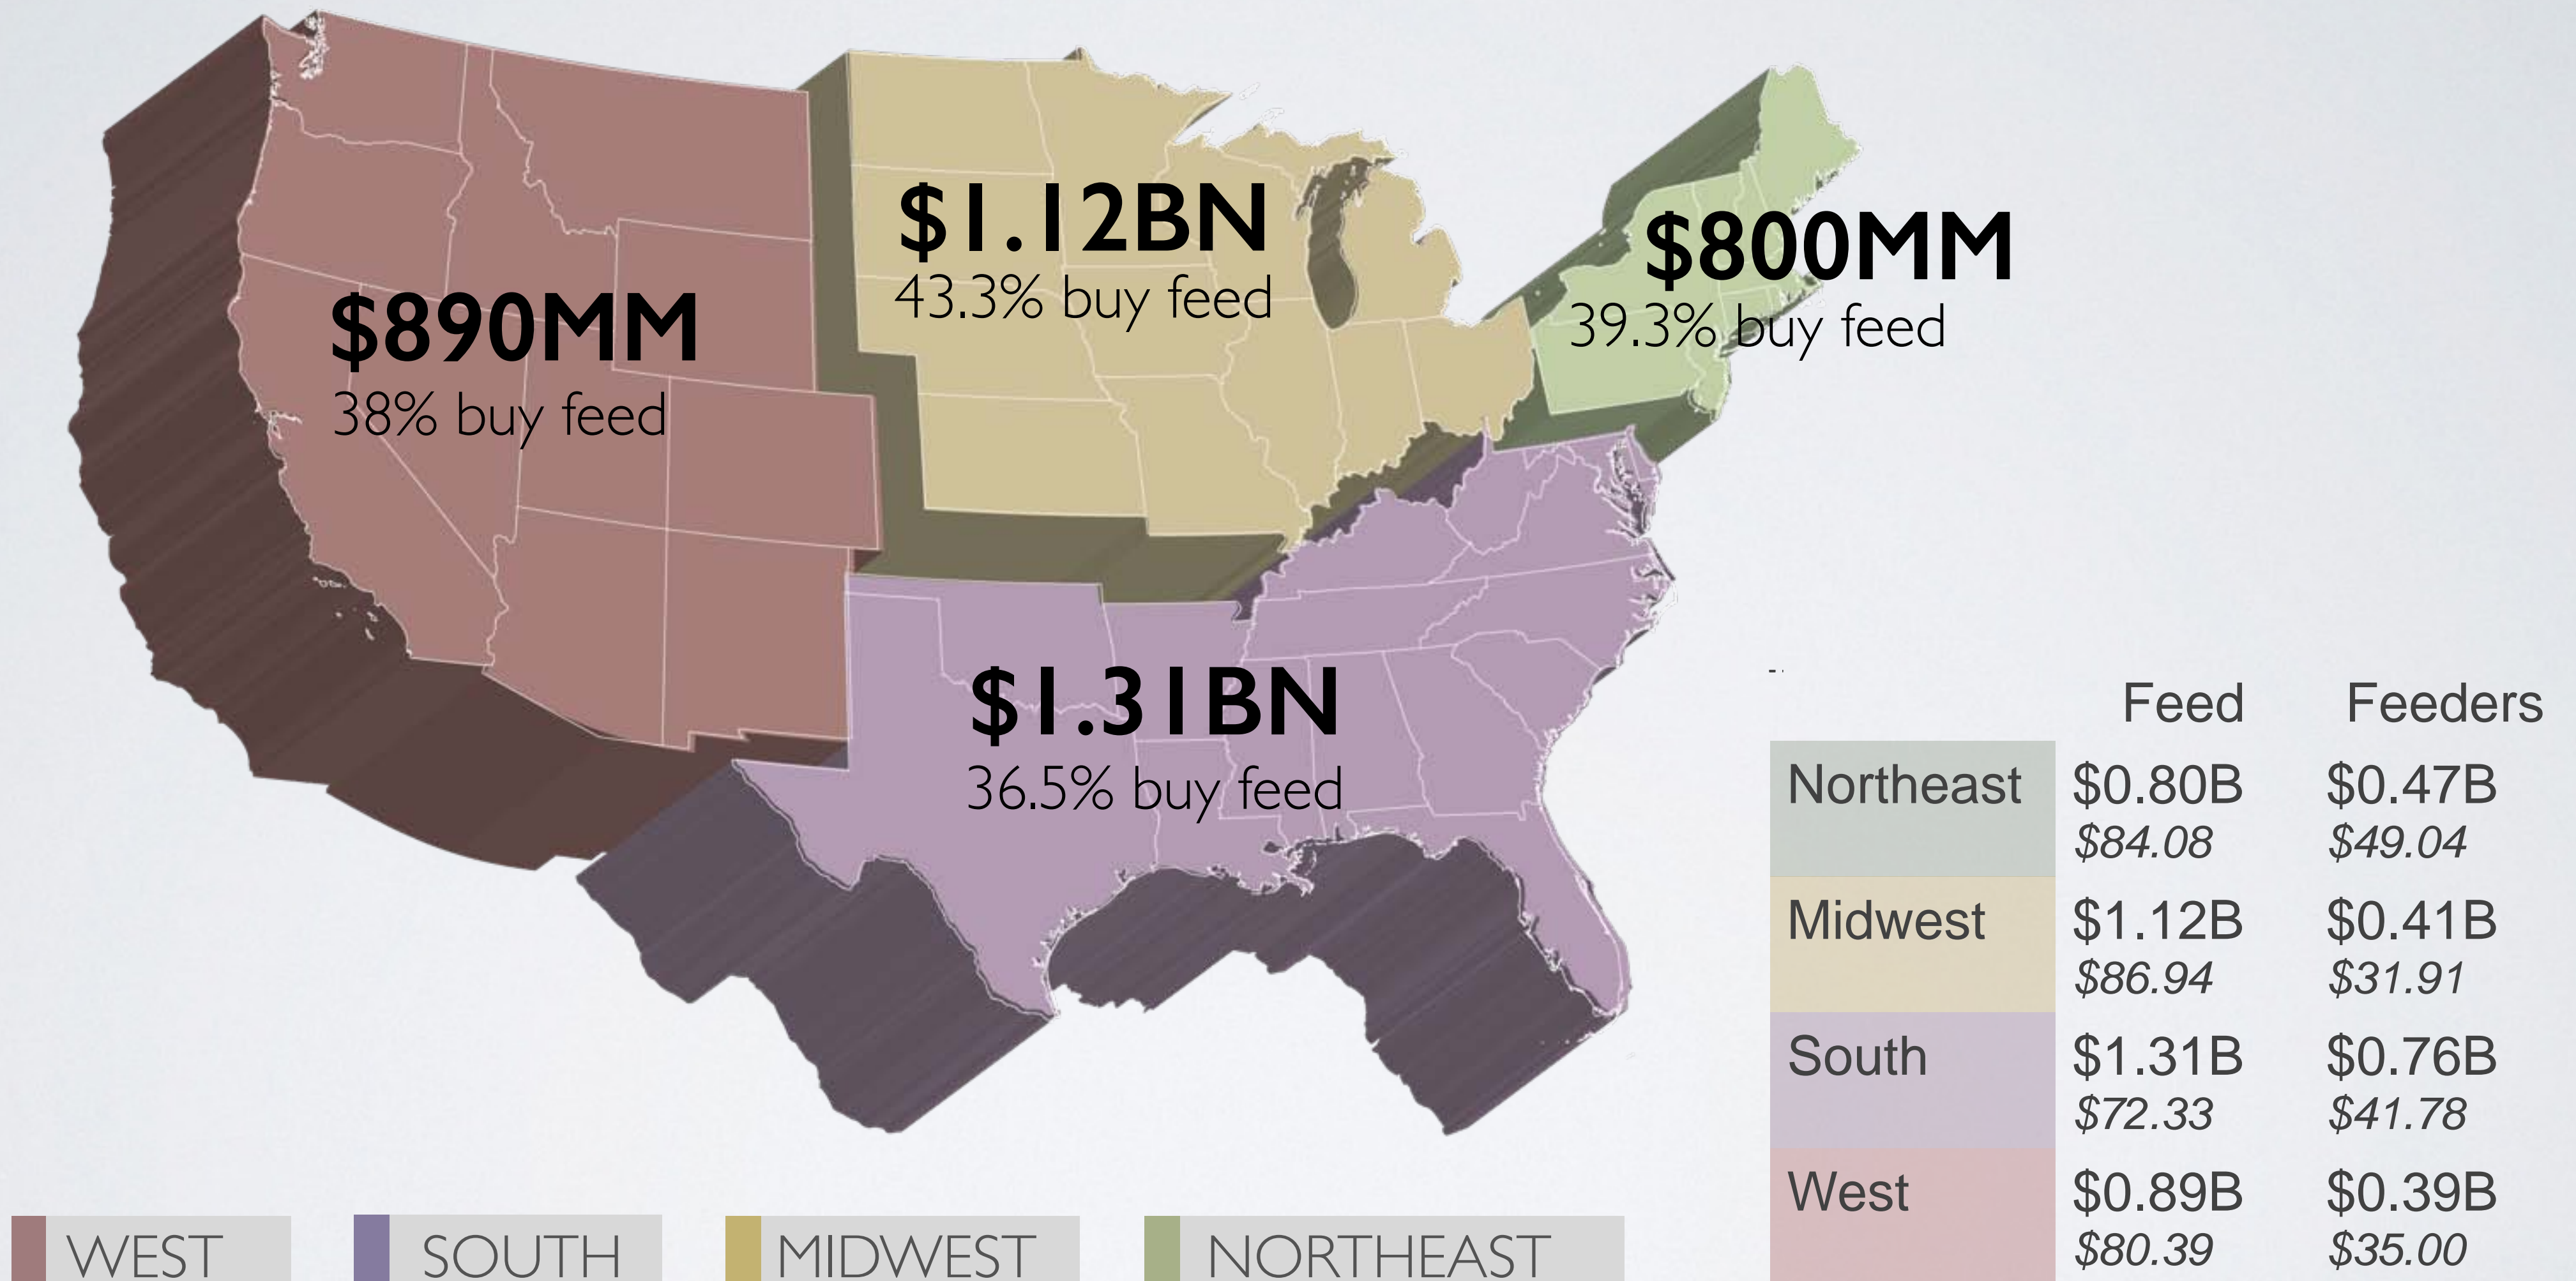 $1.12BN
43.3% buy feed
$800MM
39.3% buy feed
$890MM
38% buy feed
$1.31BN
36.5% buy feed
Feed Feeders
Northeast $0.80B $0.47B
$84.08 $49.04
Midwest $1.12B $0.41B
$86.94 $31.91
South $1.31B $0.76B
$72.33 $41.78
West $0.89B $0.39B
$80.39 $35.00
WEST SOUTH MIDWEST NORTHEAST